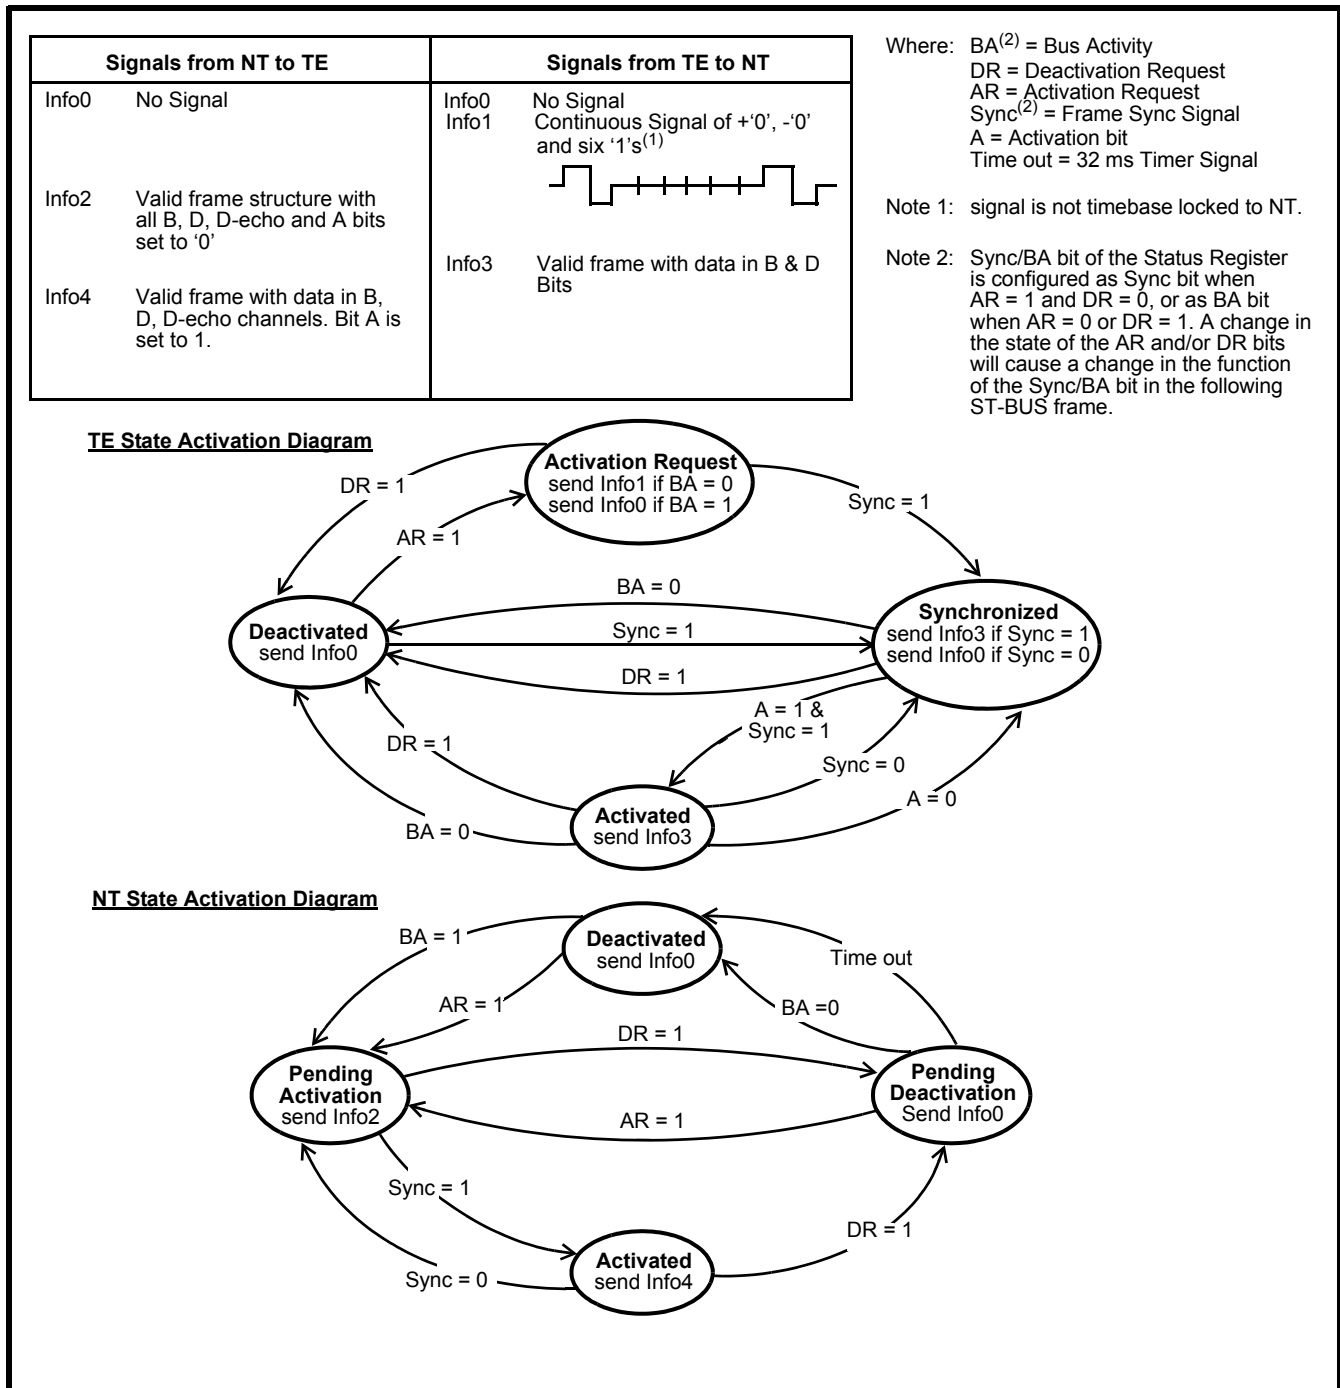 Signals from NT to TE
Info0 No Signal
Info2 Valid frame structure with
all B, D, D-echo and A bits
set to ‘0’
Info4 Valid frame with data in B,
D, D-echo channels. Bit A is
set to 1.
Signals from TE to NT
Info0 No Signal
Info1 Continuous Signal of +‘0’, -‘0’
and six ‘1’s(1)
Info3 Valid frame with data in B & D
Bits
Where: BA(2) = Bus Activity
DR = Deactivation Request
AR = Activation Request
Sync(2) = Frame Sync Signal
A = Activation bit
Time out = 32 ms Timer Signal
Note 1: signal is not timebase locked to NT.
Note 2: Sync/BA bit of the Status Register
is configured as Sync bit when
AR = 1 and DR = 0, or as BA bit
when AR = 0 or DR = 1. A change in
the state of the AR and/or DR bits
will cause a change in the function
of the Sync/BA bit in the following
ST-BUS frame.
TE State Activation Diagram
Activation Request
send Info1 if BA = 0
send Info0 if BA = 1
DR = 1
Sync = 1
AR = 1
BA = 0
Deactivated
send Info0
Sync = 1
Synchronized
send Info3 if Sync = 1
send Info0 if Sync = 0
DR = 1
A = 1 &
Sync = 1
DR = 1
Sync = 0
A = 0
Activated
send Info3
BA = 0
NT State Activation Diagram
BA = 1
Deactivated
send Info0
Time out
AR = 1
BA =0
DR = 1
Pending
Activation
send Info2
Pending
Deactivation
Send Info0
AR = 1
Sync = 1
DR = 1
Activated
send Info4
Sync = 0